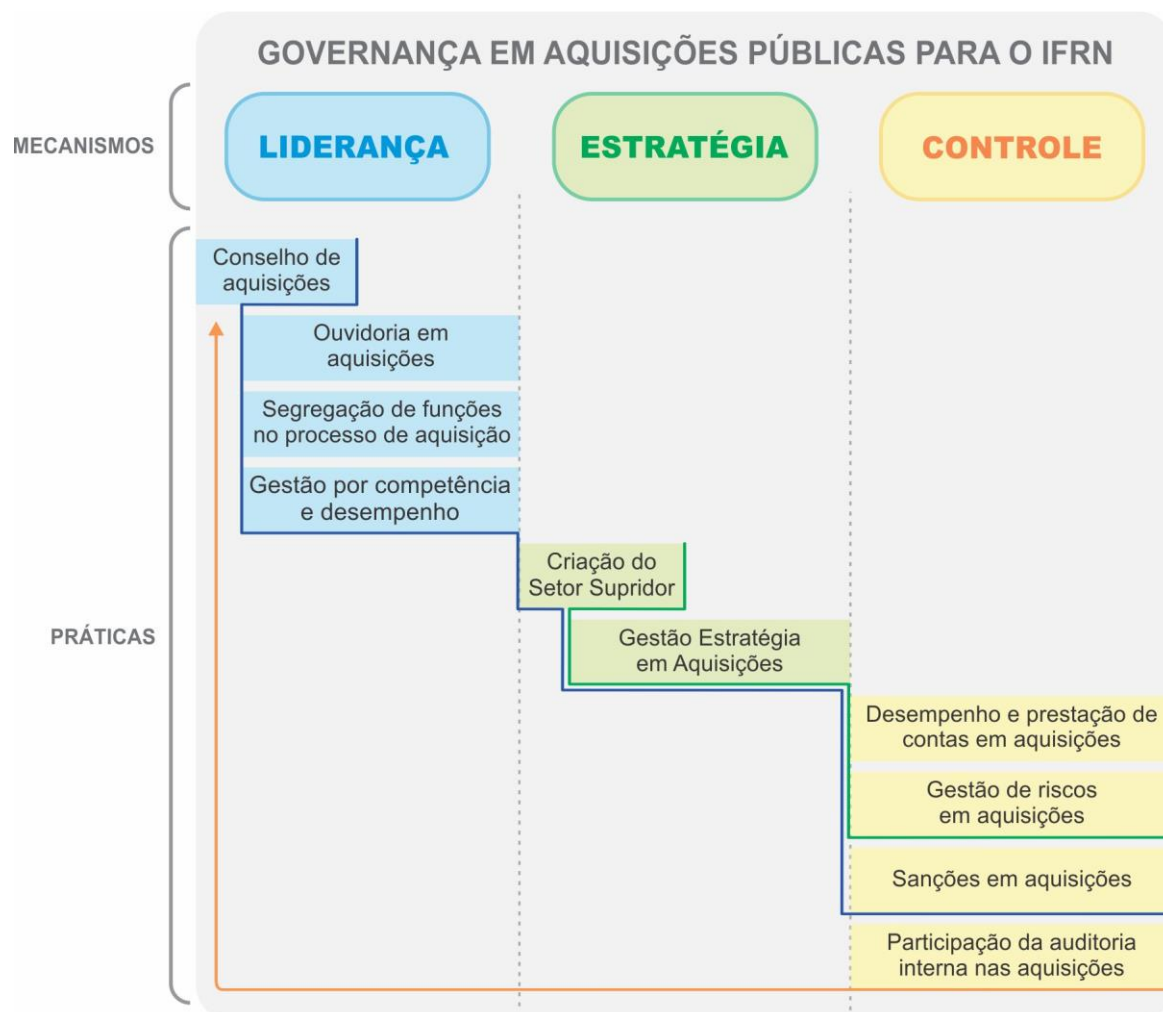 GOVERNANÇA EM AQUISIÇÕES PÚBLICAS PARA O IFRN
MECANISMOS
LIDERANÇA
ESTRATÉGIA
CONTROLE
PRÁTICAS
Conselho de
aquisições
Ouvidoria em
aquisições
Segregação de funções
no processo de aquisição
Gestão por competência
e desempenho
Criação do
Setor Supridor
Gestão Estratégia
em Aquisições
Desempenho e prestação de
contas em aquisições
Gestão de riscos
em aquisições
Sanções em aquisições
Participação da auditoria
interna nas aquisições